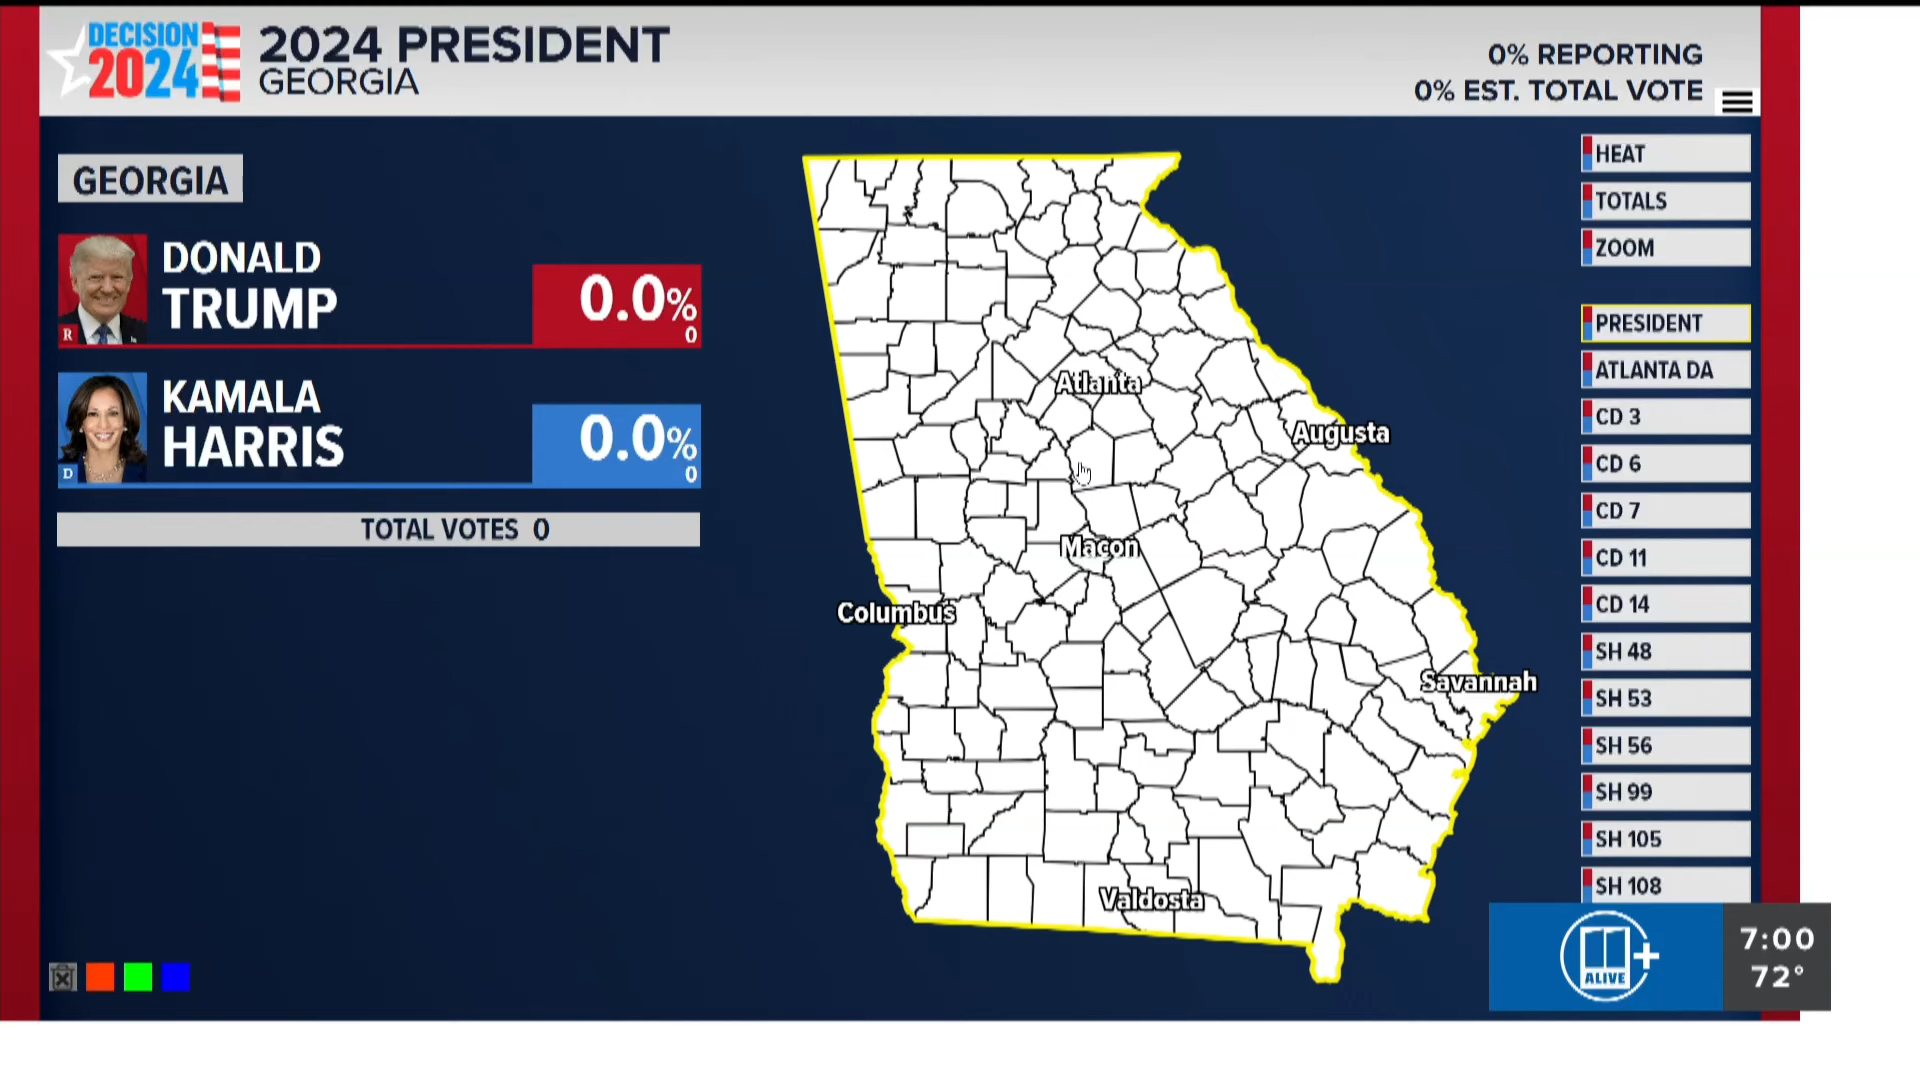 DECISION
2024
2024 PRESIDENT
GEORGIA
0% REPORTING
0% EST. TOTAL VOTE
GEORGIA
DONALD
TRUMP
R
0.0%
0
KAMALA
HARRIS
D
0.0%
0
TOTAL VOTES 0
Atlanta
Augusta
Macon
Columbus
Savannah
Valdosta
HEAT
TOTALS
ZOOM
PRESIDENT
ATLANTA DA
CD 3
CD 6
CD 7
CD 11
CD 14
SH 48
SH 53
SH 56
SH 99
SH 105
SH 108
11
ALIVE
+
7:00
72°